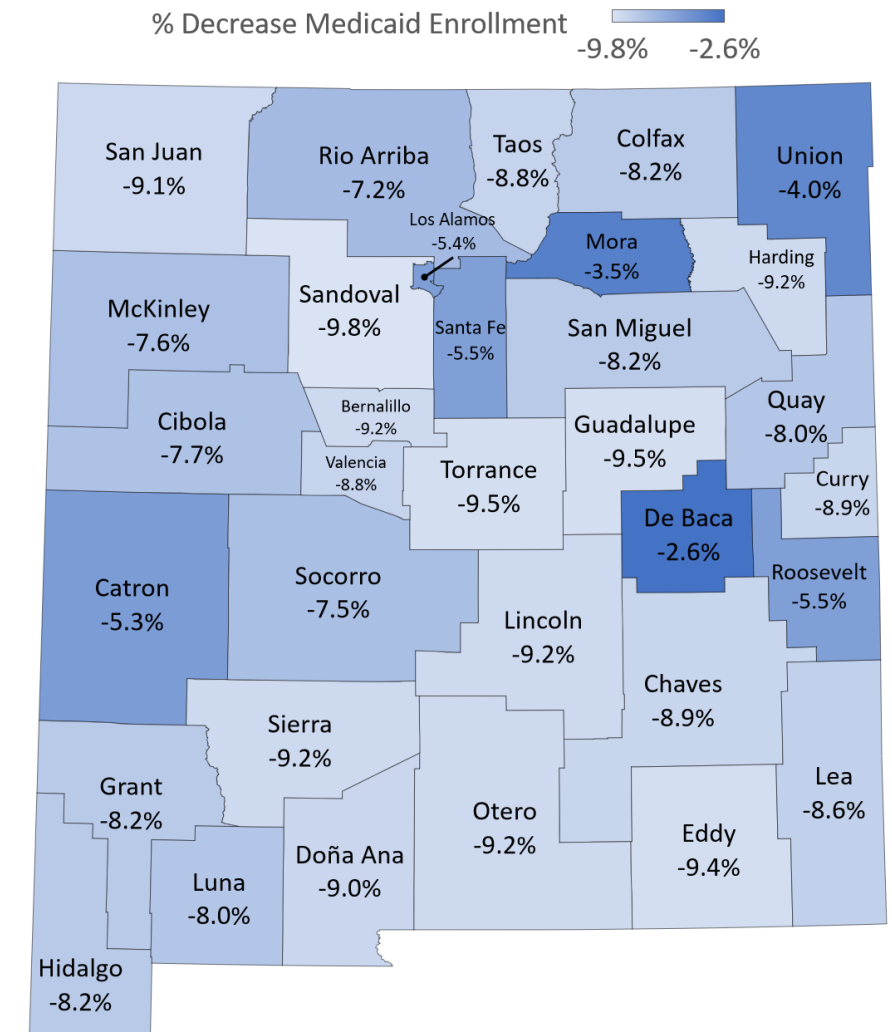 % Decrease Medicaid Enrollment
-9.8%
-2.6%
San Juan
-9.1%
Rio Arriba
-7.2%
Taos
-8.8%
Colfax
-8.2%
Union
-4.0%
Los Alamos
-5.4%
Mora
-3.5%
Harding
-9.2%
McKinley
-7.6%
Sandoval
-9.8%
Santa Fe
-5.5%
San Miguel
-8.2%
Cibola
-7.7%
Bernalillo
-9.2%
Guadalupe
-9.5%
Quay
-8.0%
Valencia
-8.8%
Torrance
-9.5%
Curry
-8.9%
De Baca
-2.6%
Catron
-5.3%
Socorro
-7.5%
Roosevelt
-5.5%
Lincoln
-9.2%
Chaves
-8.9%
Sierra
-9.2%
Grant
-8.2%
Otero
-9.2%
Lea
-8.6%
Eddy
-9.4%
Doña Ana
-9.0%
Luna
-8.0%
Hidalgo
-8.2%